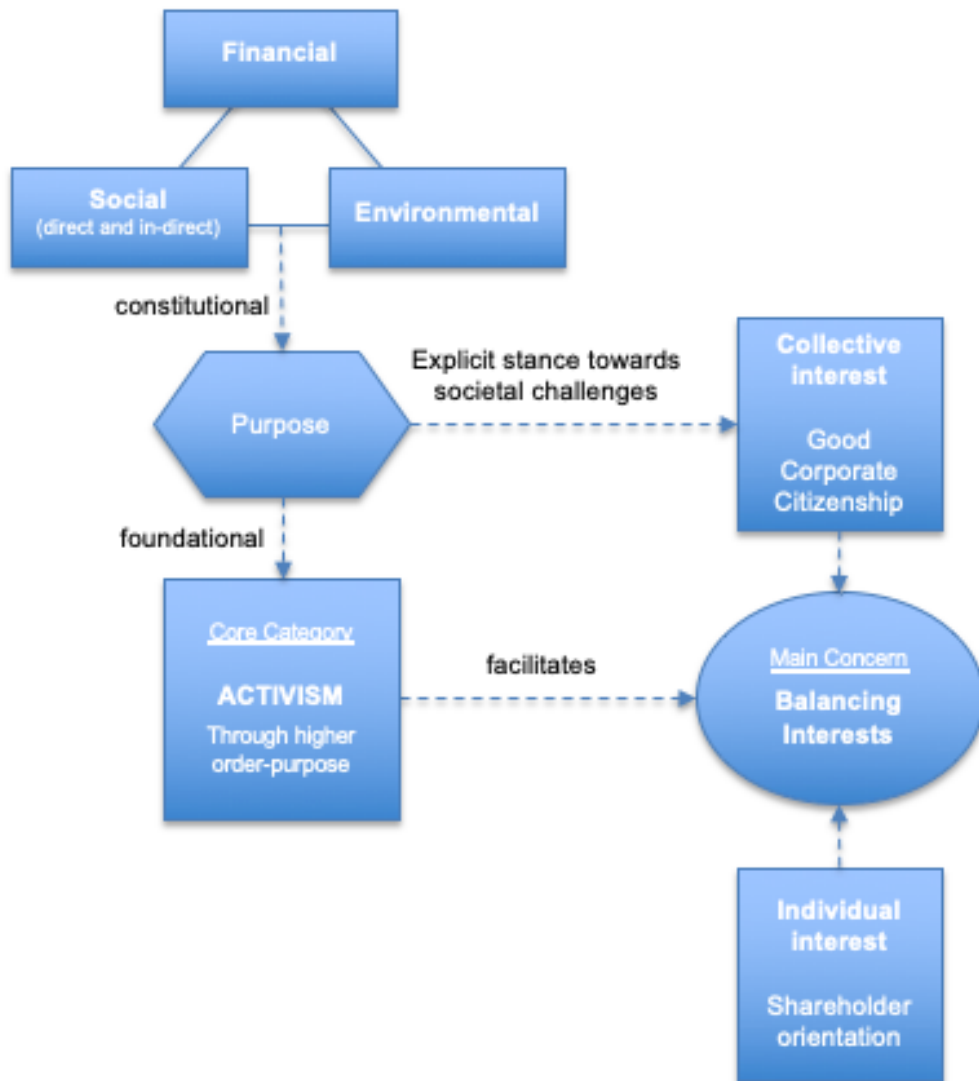 Financial
Social
(direct and in-direct)
Environmental
constitutional
Purpose
Explicit stance towards
societal challenges
Collective
interest
Good
Corporate
Citizenship
foundational
Core Category
ACTIVISM
Through higher
order-purpose
facilitates
Main Concern
Balancing
Interests
Individual
interest
Shareholder
orientation